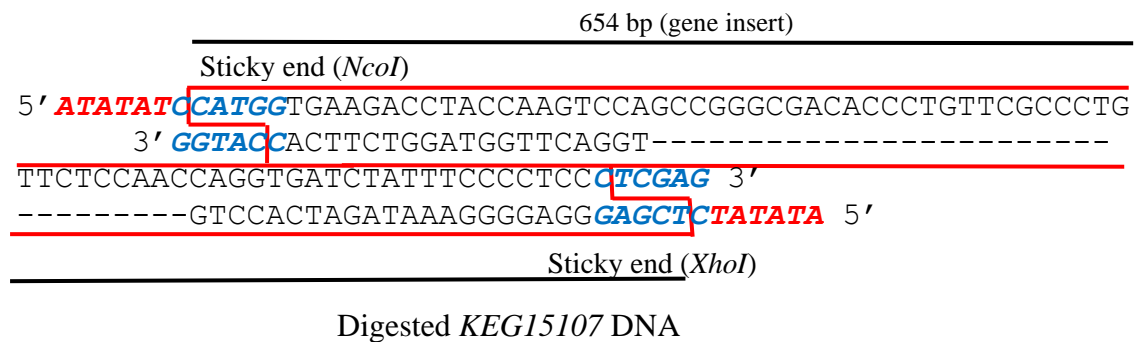 654 bp (gene insert)
Sticky end (NcoI)
5’ATATATCCATGGTGAAGACCTACCAAGTCCAGCCGGGCGACACCCTGTTCGCCCTG
3’GGTACCACTTCTGGATGGTTCAGGT------------------------
TTCTCCAACCAGGTGATCTATTTCCCCTCCCTCGAG 3’
---------GTCCACTAGATAAAGGGGAGGGAGCTCTATATA 5’
Sticky end (XhoI)
Digested KEG15107 DNA